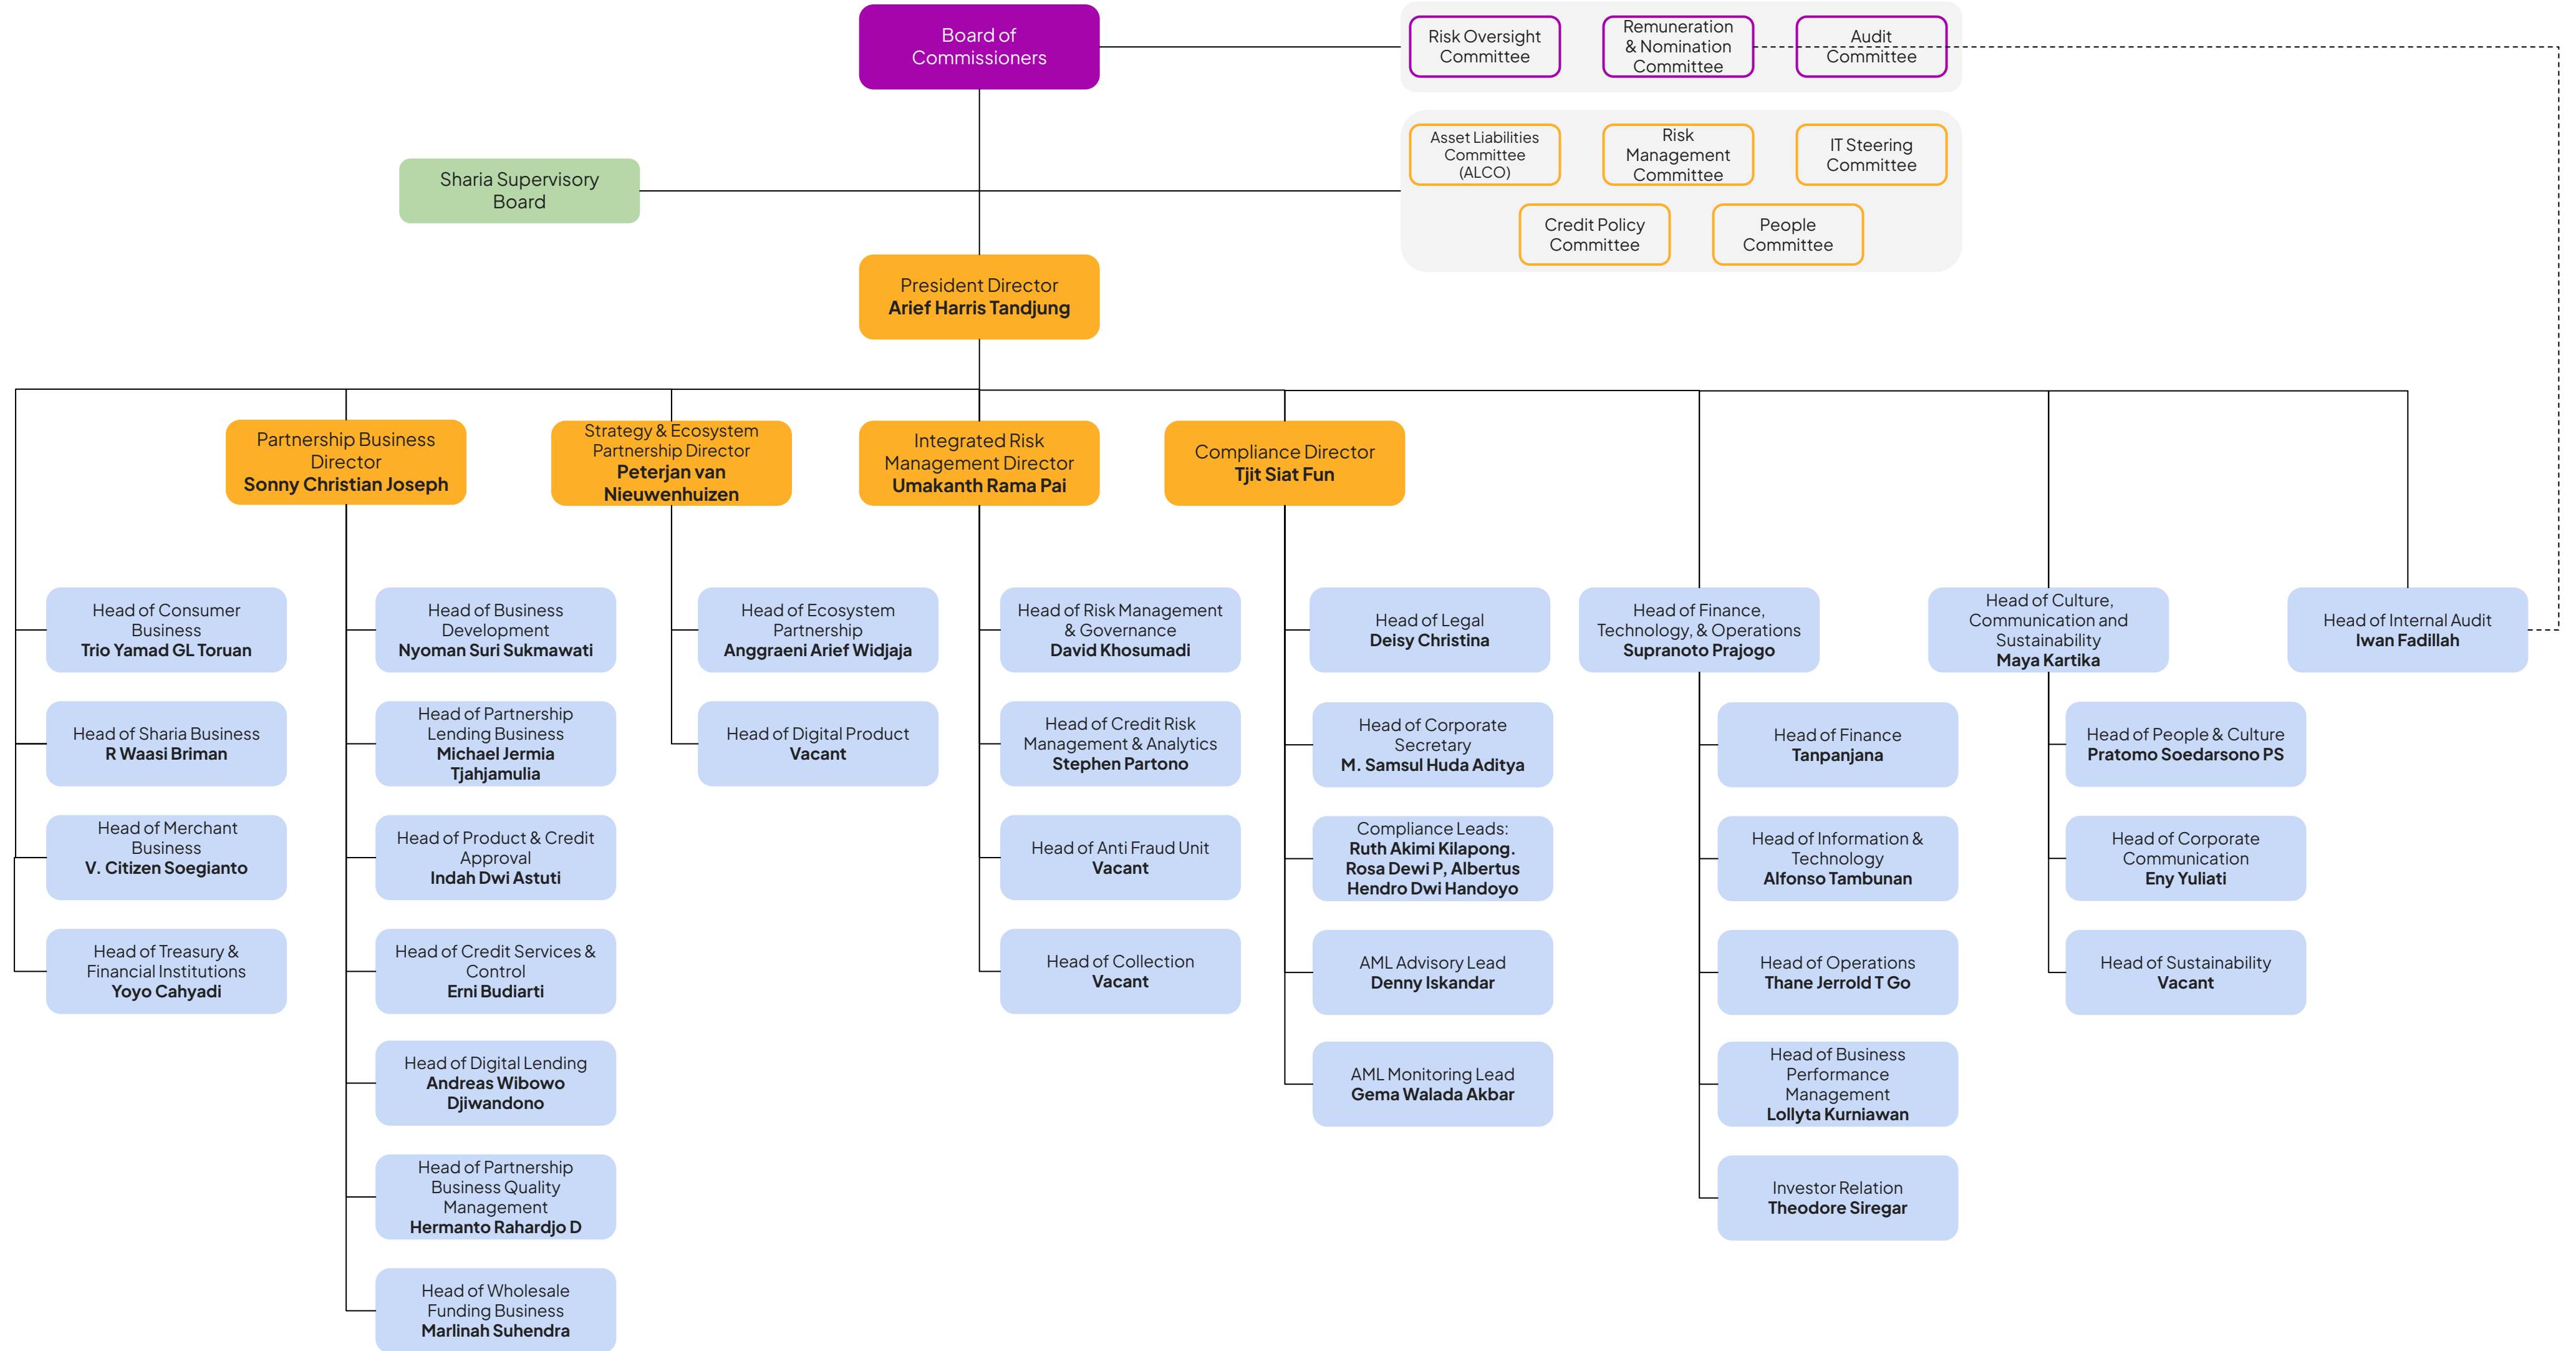 Board of
Commissioners
Risk Oversight
Committee
Remuneration
& Nomination
Committee
Audit
Committee
Asset Liabilities
Committee
(ALCO)
Risk
Management
Committee
IT Steering
Committee
Credit Policy
Committee
People
Committee
Sharia Supervisory
Board
President Director
Arief Harris Tandjung
Partnership Business
Director
Sonny Christian Joseph
Strategy & Ecosystem
Partnership Director
Peterjan van
Nieuwenhuizen
Integrated Risk
Management Director
Umakanth Rama Pai
Compliance Director
Tjit Siat Fun
Head of Consumer
Business
Trio Yamad GL Toruan
Head of Sharia Business
R Waasi Briman
Head of Merchant
Business
V. Citizen Soegianto
Head of Treasury &
Financial Institutions
Yoyo Cahyadi
Head of Business
Development
Nyoman Suri Sukmawati
Head of Partnership
Lending Business
Michael Jermia
Tjahjamulia
Head of Product & Credit
Approval
Indah Dwi Astuti
Head of Credit Services &
Control
Erni Budiarti
Head of Digital Lending
Andreas Wibowo
Djiwandono
Head of Partnership
Business Quality
Management
Hermanto Rahardjo D
Head of Wholesale
Funding Business
Marlinah Suhendra
Head of Ecosystem
Partnership
Anggraeni Arief Widjaja
Head of Digital Product
Vacant
Head of Risk Management
& Governance
David Khosumadi
Head of Credit Risk
Management & Analytics
Stephen Partono
Head of Anti Fraud Unit
Vacant
Head of Collection
Vacant
Head of Legal
Deisy Christina
Head of Corporate
Secretary
M. Samsul Huda Aditya
Compliance Leads:
Ruth Akimi Kilapong.
Rosa Dewi P, Albertus
Hendro Dwi Handoyo
AML Advisory Lead
Denny Iskandar
AML Monitoring Lead
Gema Walada Akbar
Head of Finance,
Technology, & Operations
Supranoto Prajogo
Head of Finance
Tanpanjana
Head of Information &
Technology
Alfonso Tambunan
Head of Operations
Thane Jerrold T Go
Head of Business
Performance
Management
Lollyta Kurniawan
Investor Relation
Theodore Siregar
Head of Culture,
Communication and
Sustainability
Maya Kartika
Head of People & Culture
Pratomo Soedarsono PS
Head of Corporate
Communication
Eny Yuliati
Head of Sustainability
Vacant
Head of Internal Audit
Iwan Fadillah